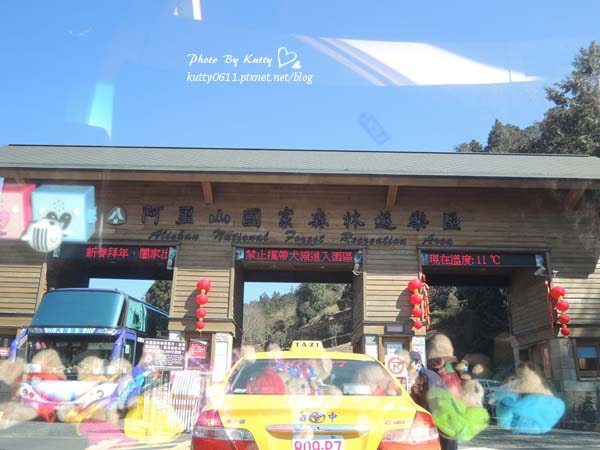 Photo By Kutty
kutty0611.pixnet.net/blog
阿里山國家森林遊樂區
Alishan National Forest Recreation Area
新春拜年、闔家出
禁止攜帶犬貓進入園區
現在溫度:11℃
TAXI
809-P7